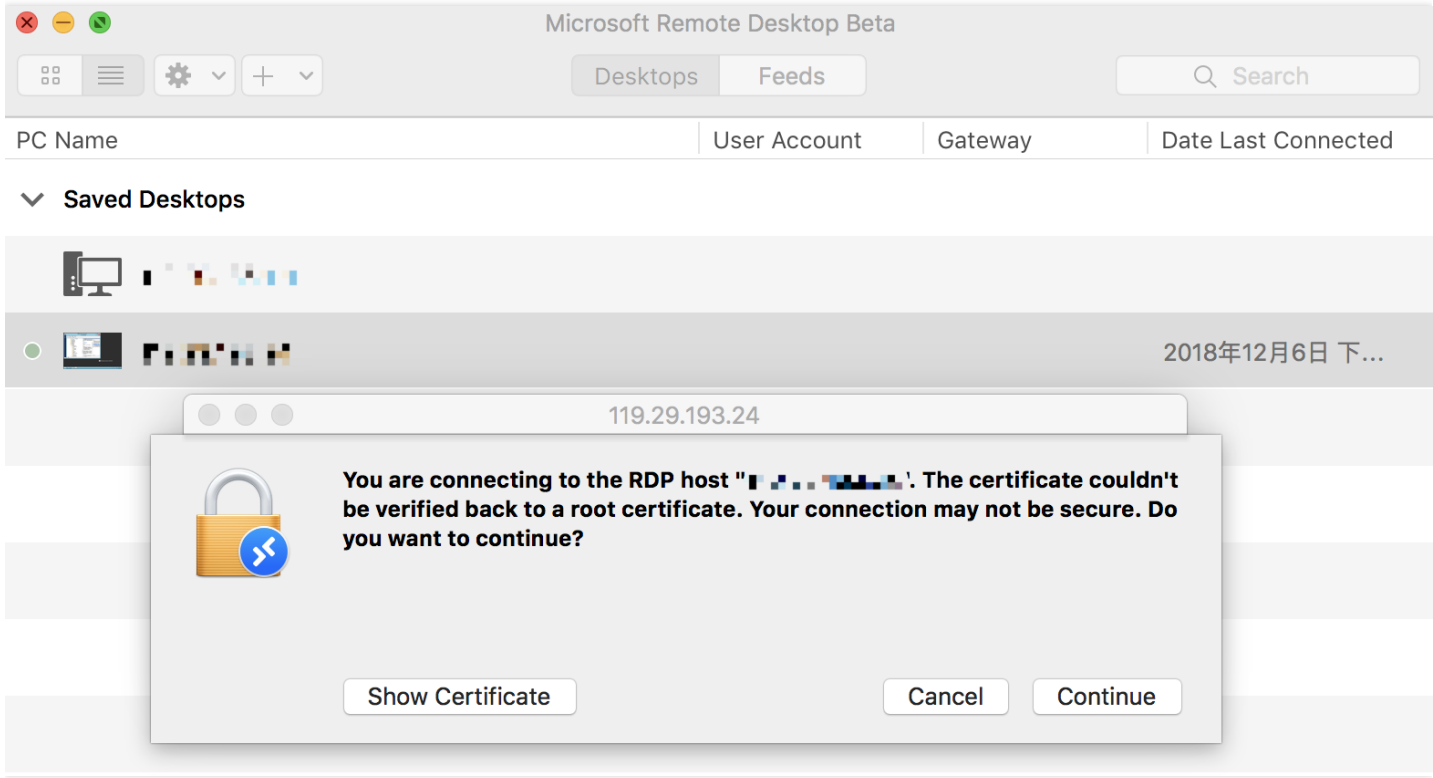 Microsoft Remote Desktop Beta
Desktops Feeds Search
PC Name User Account Gateway Date Last Connected
Saved Desktops
2018年12月6日 下...
119.29.193.24
You are connecting to the RDP host "". The certificate couldn't
be verified back to a root certificate. Your connection may not be secure. Do
you want to continue?
Show Certificate Cancel Continue